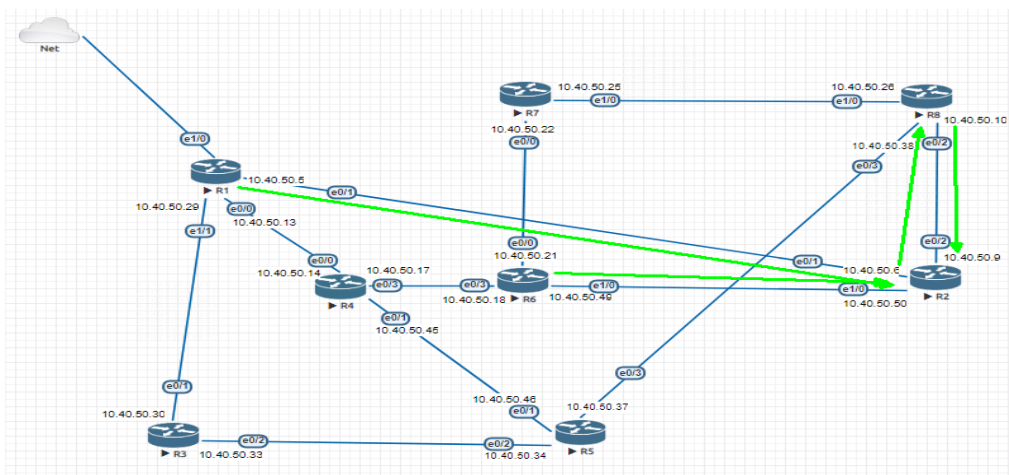 Net
10.40.50.25
10.40.50.26
e1/0
e1/0
R7
R8
10.40.50.10
10.40.50.22
e0/0
e0/2
10.40.50.38
e0/3
e1/0
R1
10.40.50.5
e0/1
10.40.50.29
e0/0
10.40.50.13
e1/1
e0/0
10.40.50.21
e0/2
10.40.50.9
e0/0
e0/1
10.40.50.6
10.40.50.14
10.40.50.17
e0/3
e0/3
10.40.50.18
R6
e1/0
10.40.50.49
e1/0
10.40.50.50
R2
R4
e0/1
10.40.50.45
e0/1
e0/3
10.40.50.30
10.40.50.46
e0/1
10.40.50.37
R3
10.40.50.33
e0/2
e0/2
10.40.50.34
R5